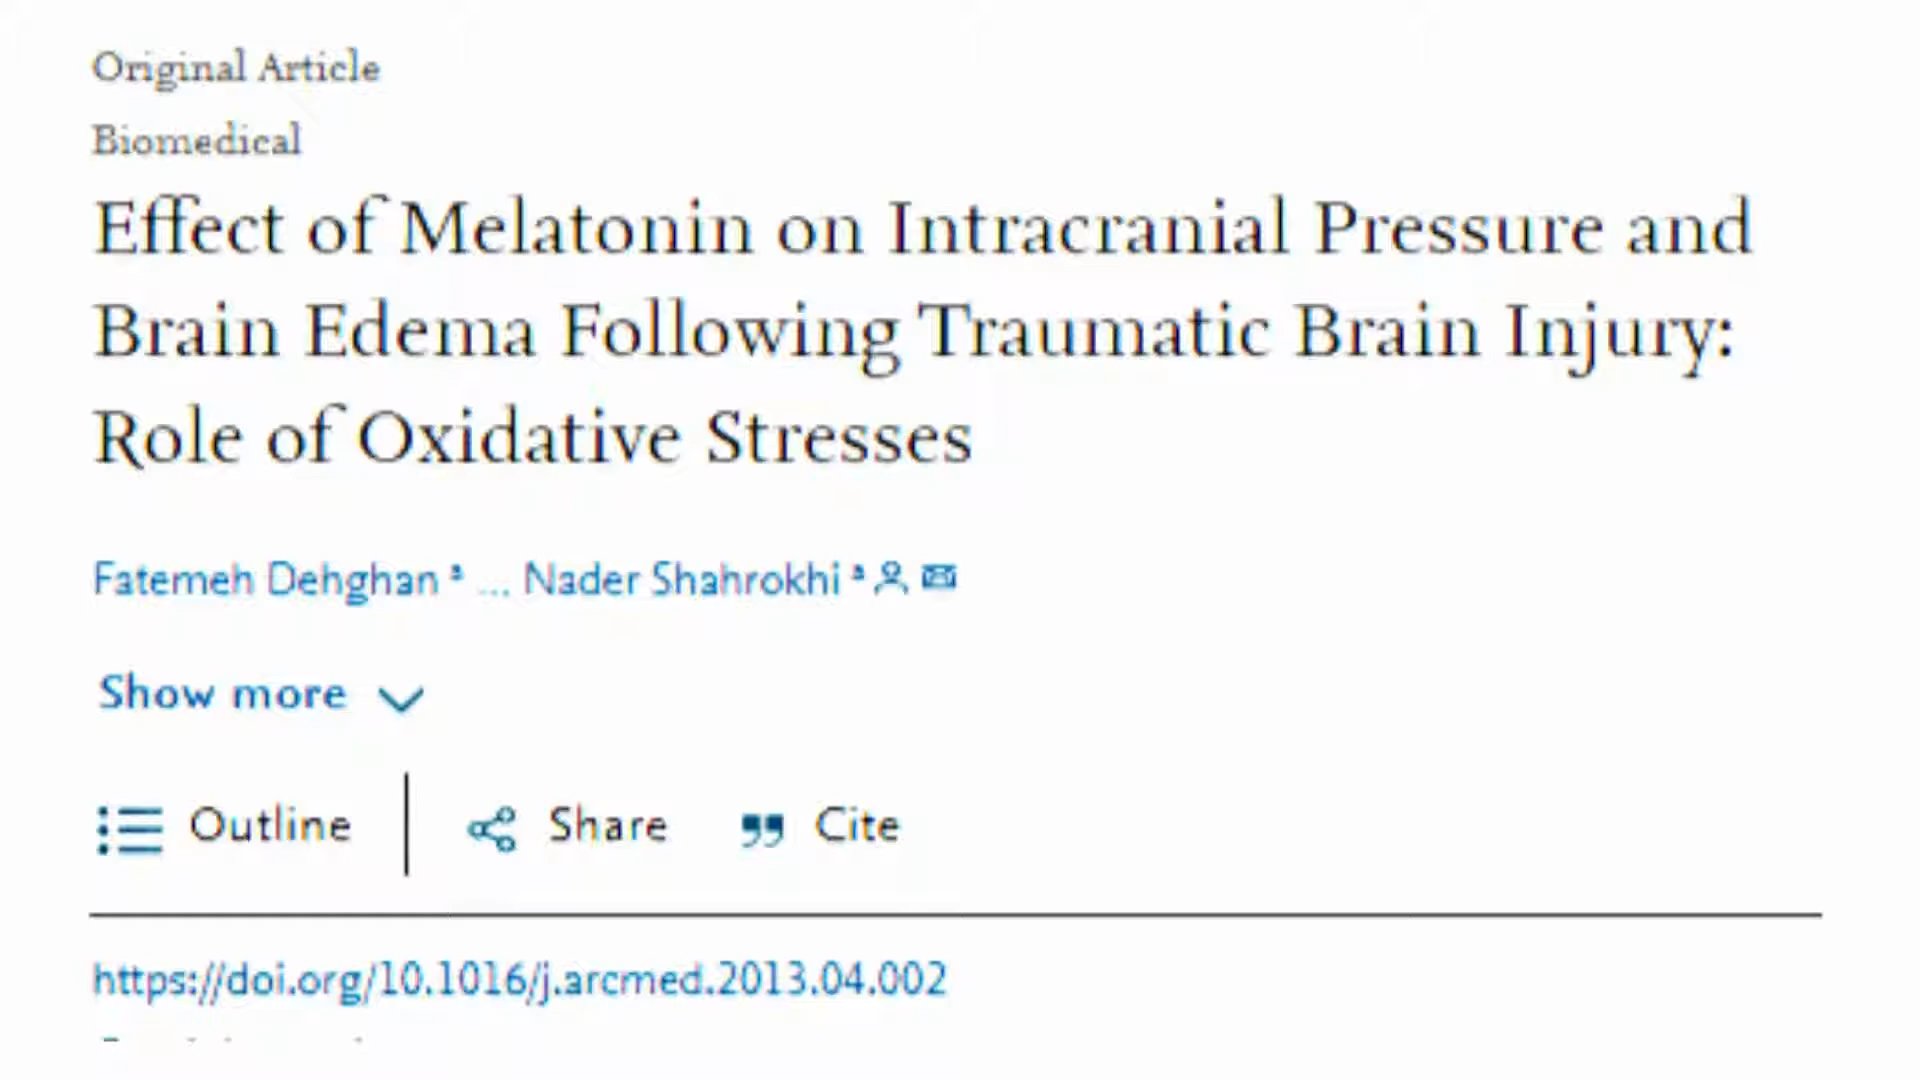 Original Article
Biomedical
Effect of Melatonin on Intracranial Pressure and
Brain Edema Following Traumatic Brain Injury:
Role of Oxidative Stresses
Fatemeh Dehghan ª ... Nader Shahrokhi ª
Show more
Outline | Share Cite
https://doi.org/10.1016/j.arcmed.2013.04.002